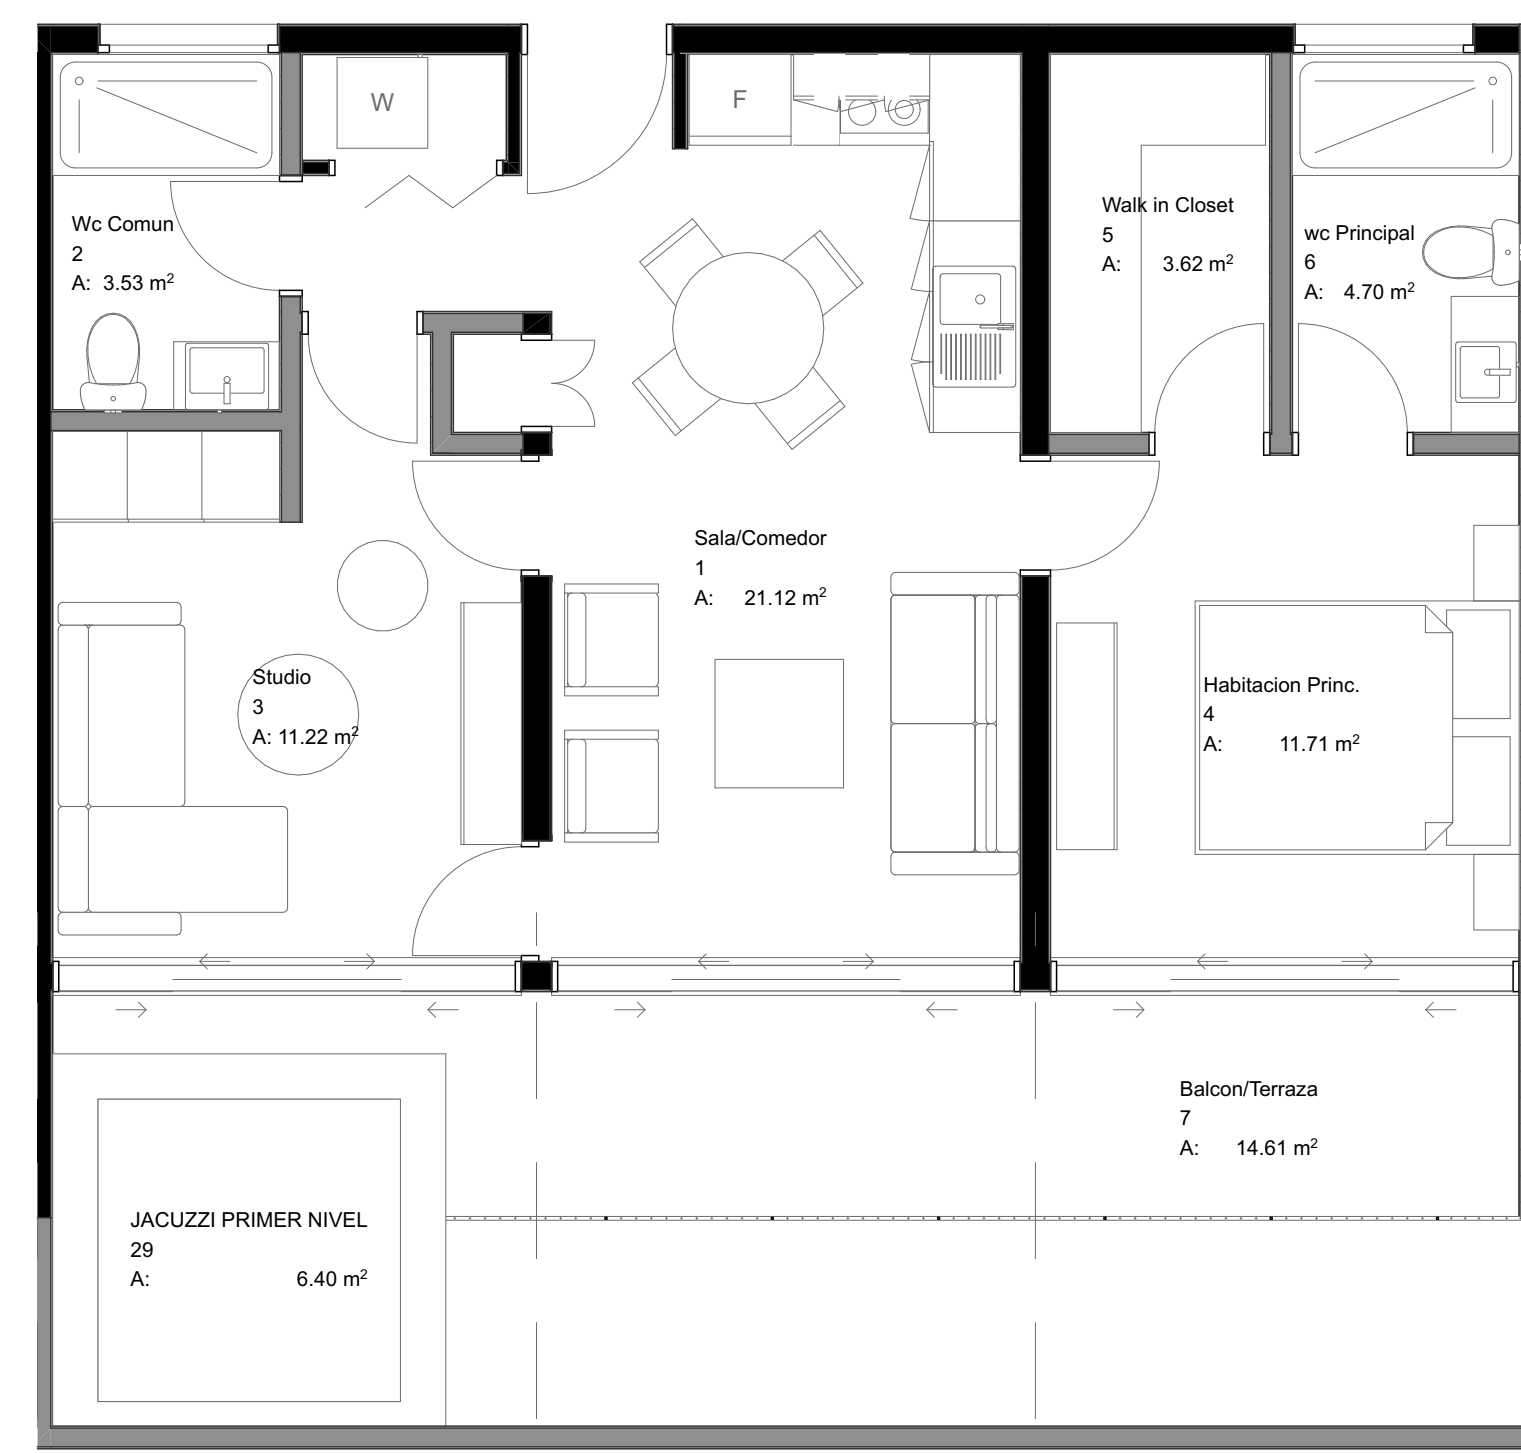 W
F
Wc Comun
2
A: 3.53 m²
Walk in Closet
5
A: 3.62 m²
wc Principal
6
A: 4.70 m²
Sala/Comedor
1
A: 21.12 m²
Studio
3
A: 11.22 m²
Habitacion Princ.
4
A: 11.71 m²
Balcon/Terraza
7
A: 14.61 m²
JACUZZI PRIMER NIVEL
29
A: 6.40 m²